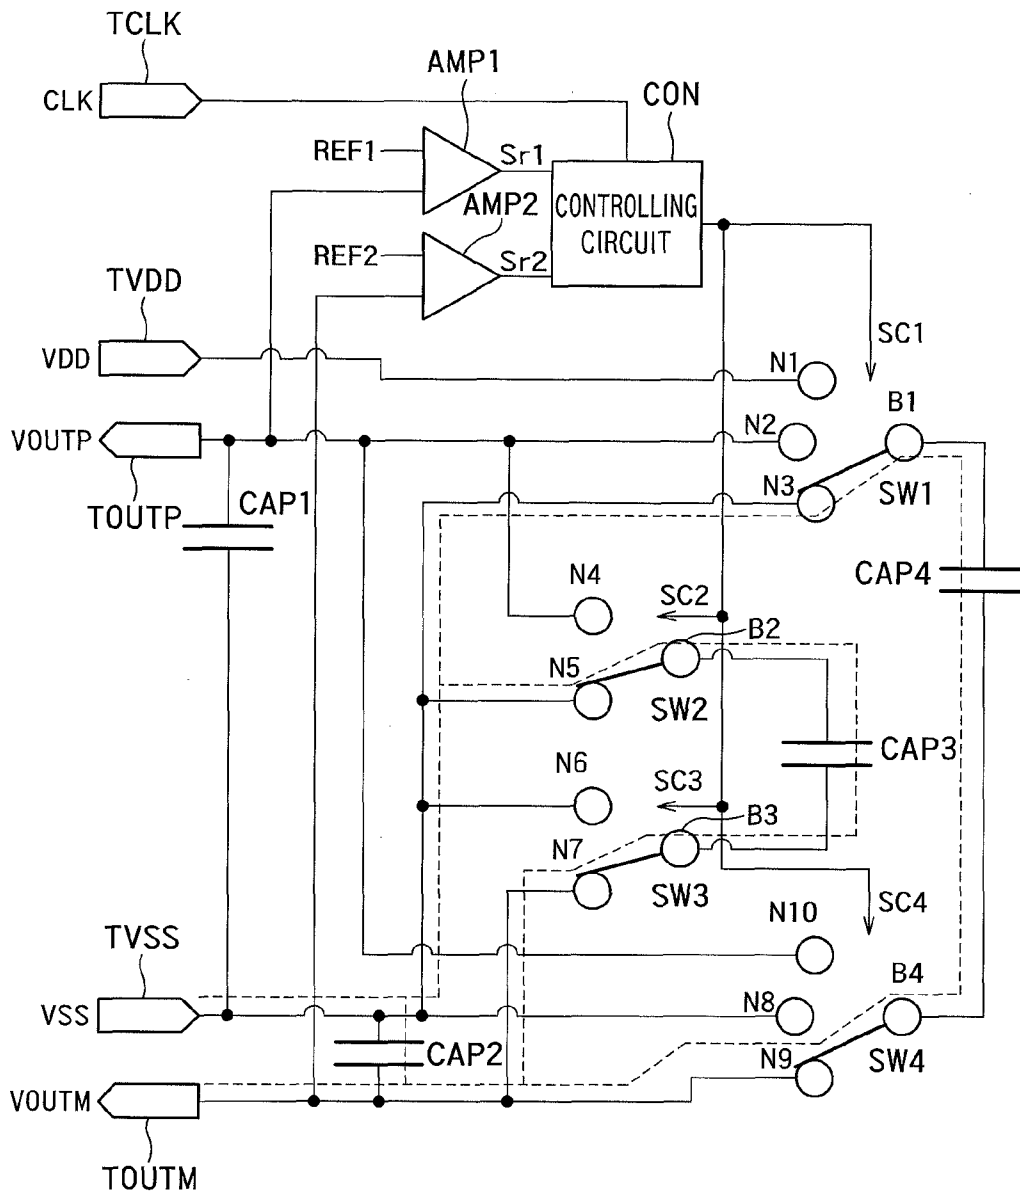 TCLK
AMP1
CLK
CON
REF1
Sr1
AMP2
CONTROLLING
CIRCUIT
REF2
Sr2
TVDD
SC1
VDD
N1
B1
VOUTP
N2
N3
SW1
TOUTP
CAP1
CAP4
N4
SC2
B2
N5
SW2
CAP3
N6
SC3
B3
N7
SW3
SC4
N10
TVSS
B4
VSS
N8
CAP2
N9
SW4
VOUTM
TOUTM